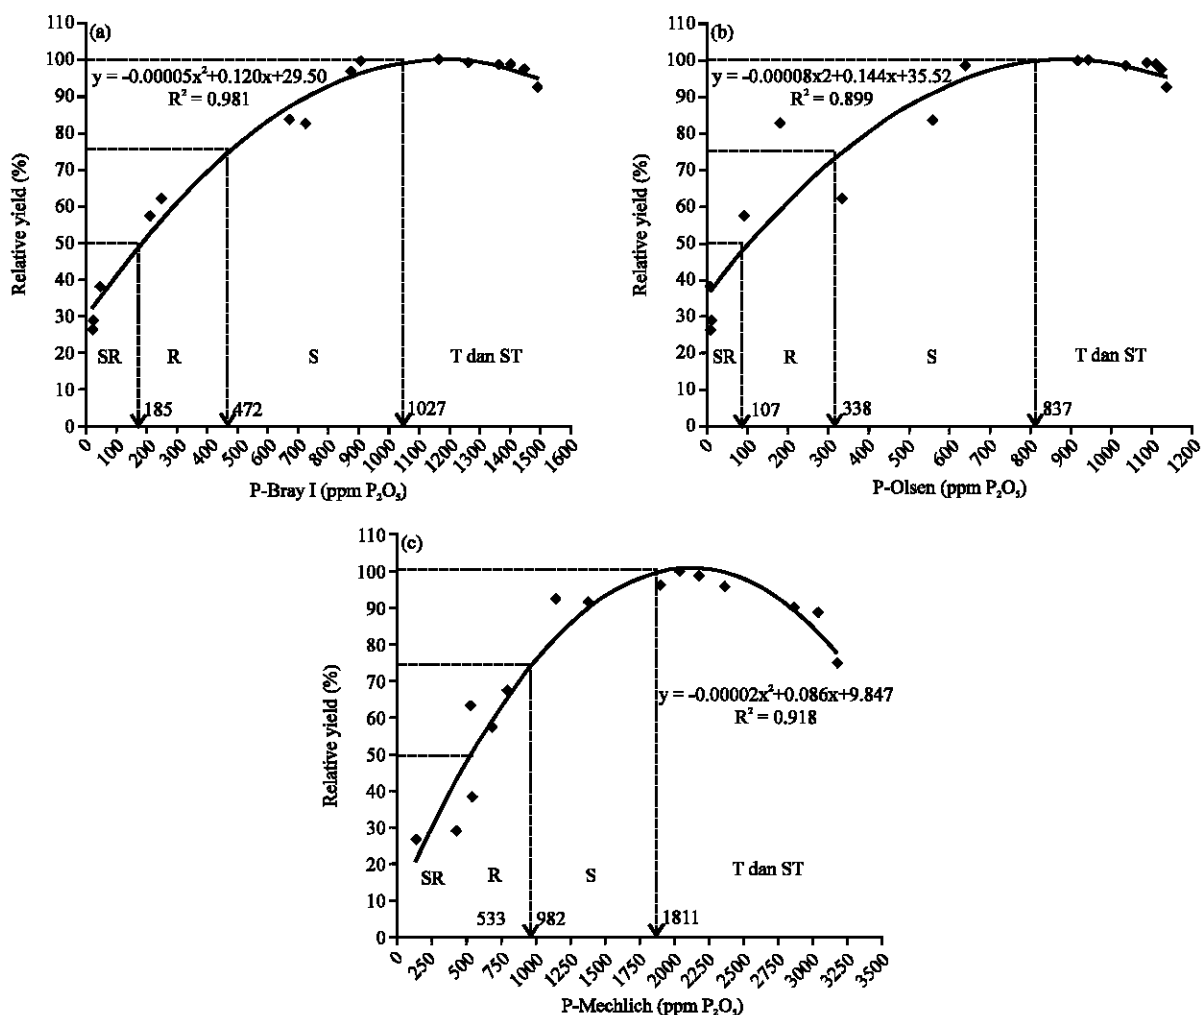 (a)
110
100
90
80
70
60
50
40
30
20
10
0
Relative yield (%)
y = -0.00005x²+0.120x+29.50
R² = 0.981
SR R S T dan ST
185 472 1027
0 100 200 300 400 500 600 700 800 900 1000 1100 1200 1300 1400 1500 1600
P-Bray I (ppm P₂O₅)
(b)
110
100
90
80
70
60
50
40
30
20
10
0
Relative yield (%)
y = -0.00008x2+0.144x+35.52
R² = 0.899
SR R S T dan ST
107 338 837
0 100 200 300 400 500 600 700 800 900 1000 1100 1200
P-Olsen (ppm P₂O₅)
(c)
110
100
90
80
70
60
50
40
30
20
10
0
Relative yield (%)
y = -0.00002x²+0.086x+9.847
R² = 0.918
SR R S T dan ST
533 982 1811
0 250 500 750 1000 1250 1500 1750 2000 2250 2500 2750 3000 3250 3500
P-Mechlich (ppm P₂O₅)